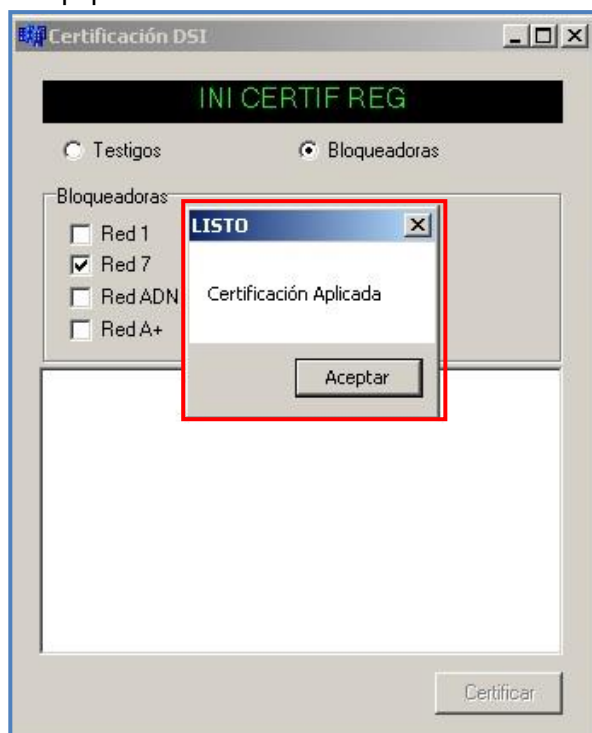 Certificación DSI
INI CERTIF REG
Testigos
Bloqueadoras
Bloqueadoras
Red 1
Red 7
Red ADN
Red A+
LISTO
Certificación Aplicada
Aceptar
Certificar